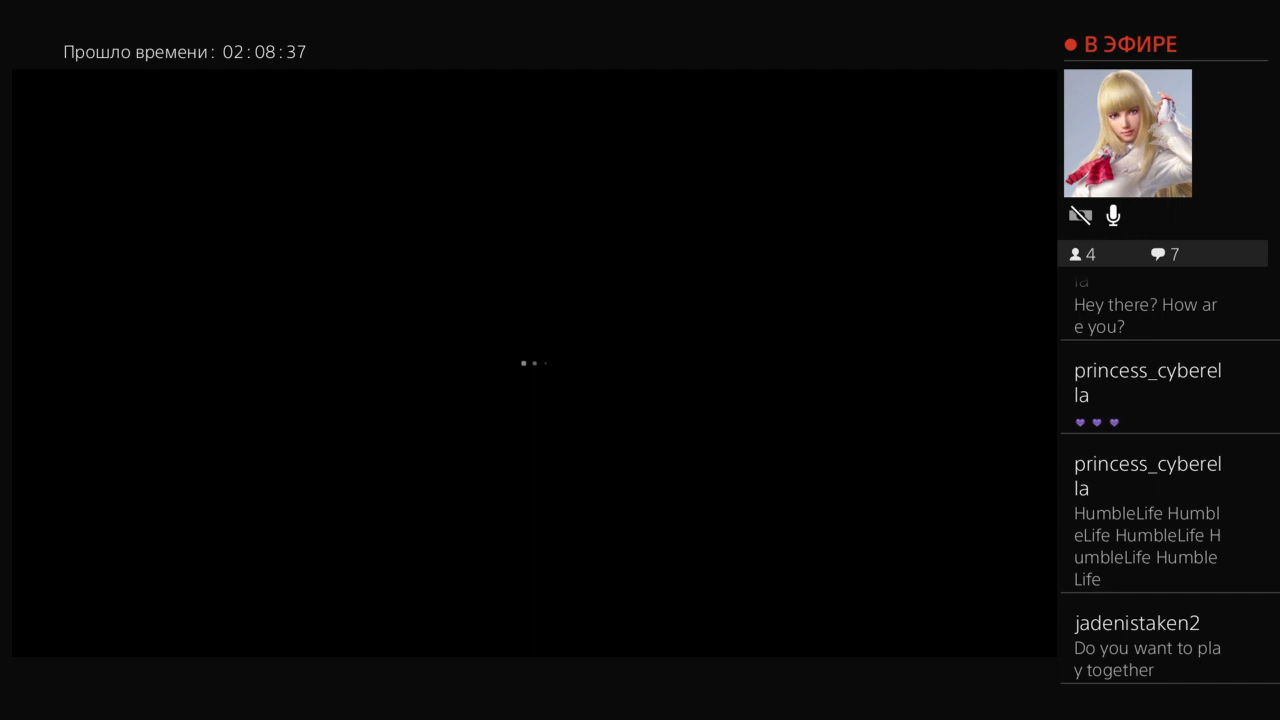 Прошло времени: 02:08:37
В ЭФИРЕ
4
7
la
Hey there? How ar
e you?
princess_cyberel
la
💜 💜 💜
princess_cyberel
la
HumbleLife Humbl
eLife HumbleLife H
umbleLife Humble
Life
jadenistaken2
Do you want to pla
y together